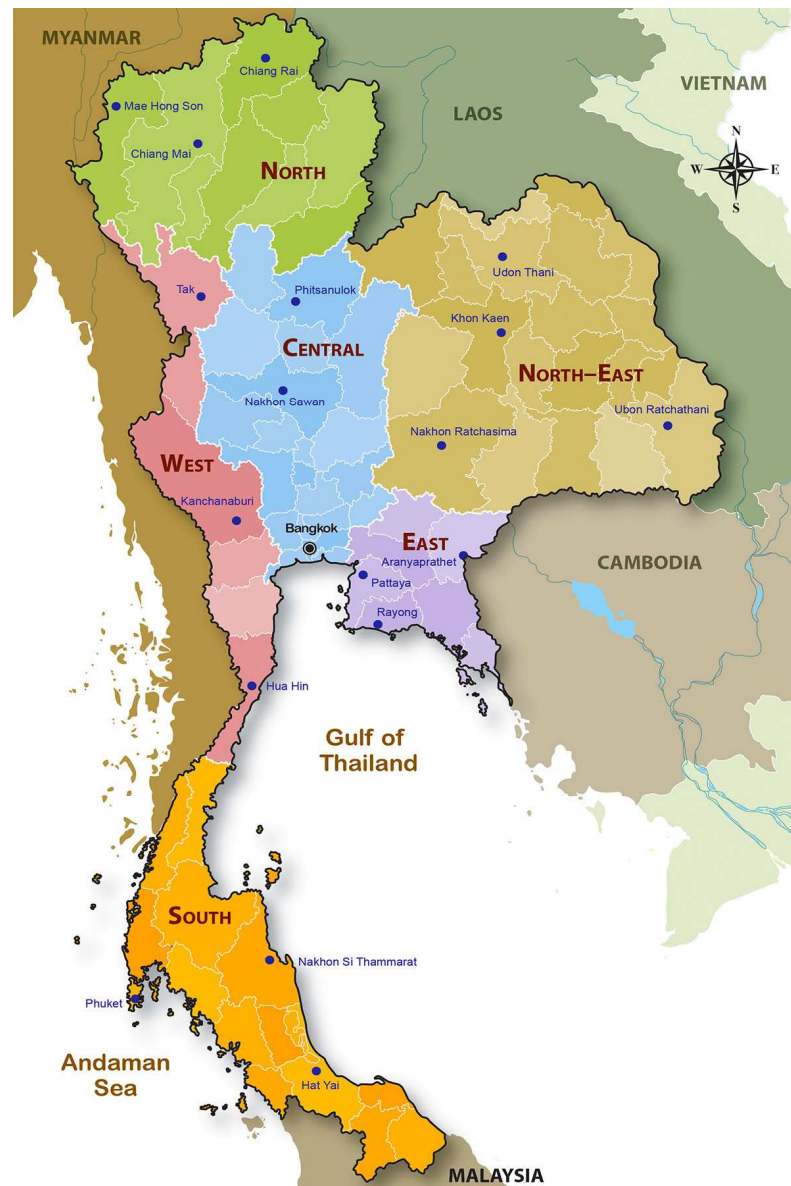 MYANMAR
Chiang Rai
VIETNAM
Mae Hong Son
LAOS
N
Chiang Mai
NORTH
W
E
S
Udon Thani
Tak
Phitsanulok
Khon Kaen
CENTRAL
NORTH–EAST
Nakhon Sawan
Ubon Ratchathani
Nakhon Ratchasima
WEST
Kanchanaburi
Bangkok
EAST
Aranyaprathet
CAMBODIA
Pattaya
Rayong
Hua Hin
Gulf of
Thailand
SOUTH
Nakhon Si Thammarat
Phuket
Andaman
Sea
Hat Yai
MALAYSIA